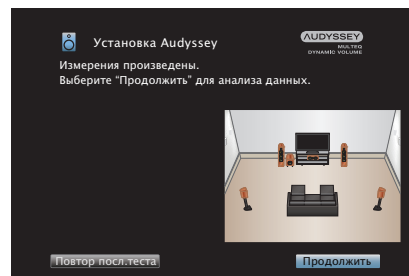 Установка Audyssey
AUDYSSEY
MULTEQ
DYNAMIC VOLUME
Измерения произведены.
Выберите “Продолжить” для анализа данных.
Повтор посл.теста
Продолжить